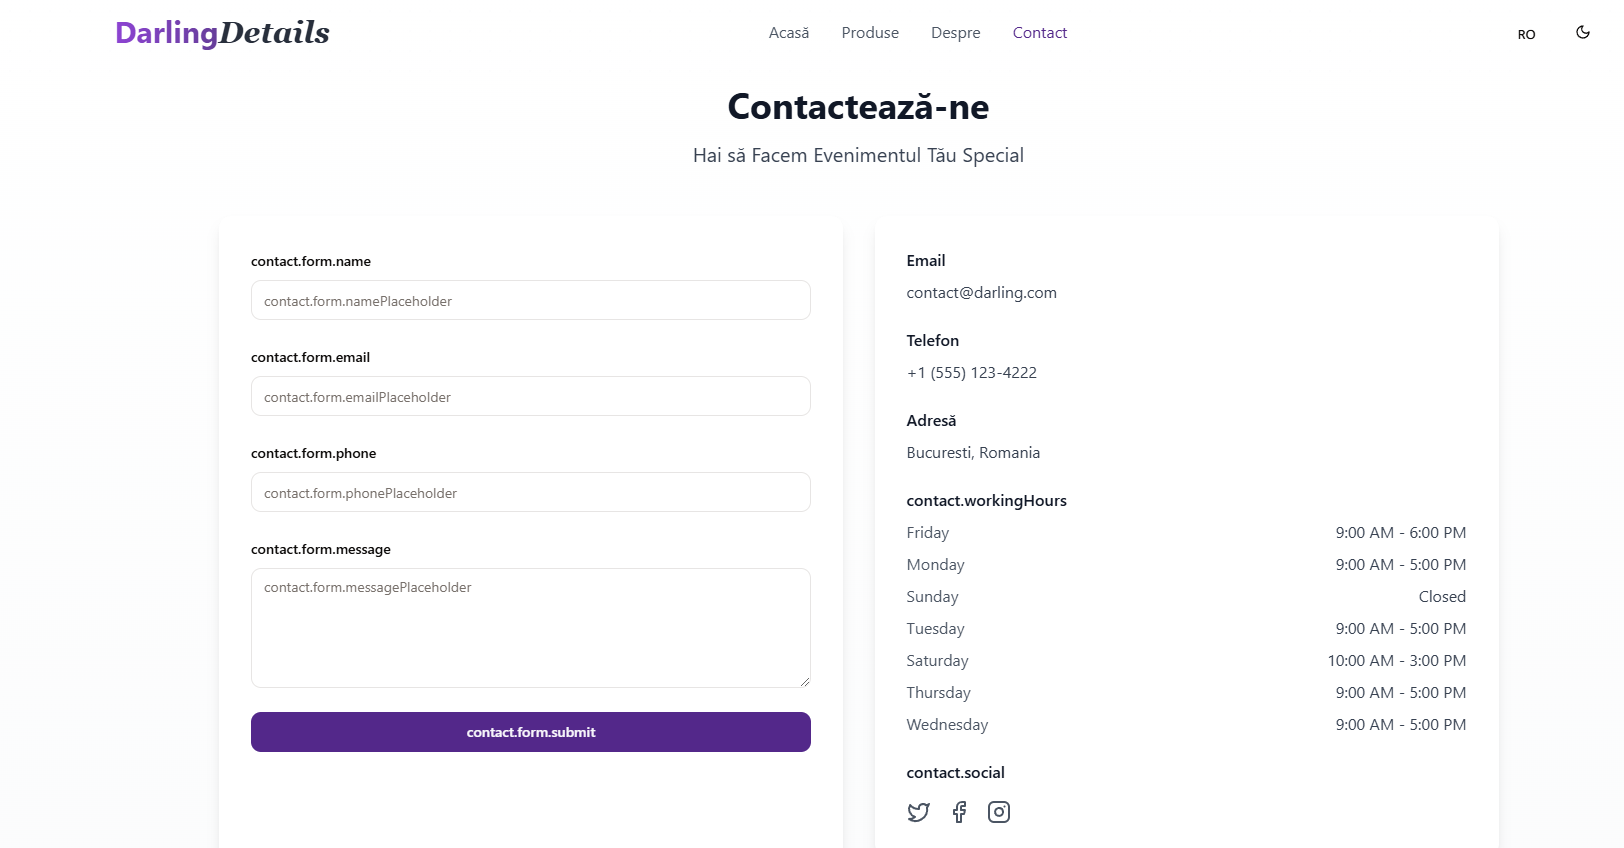 DarlingDetails
Acasă Produse Despre Contact
RO
Contactează-ne
Hai să Facem Evenimentul Tău Special
contact.form.name
contact.form.namePlaceholder
contact.form.email
contact.form.emailPlaceholder
contact.form.phone
contact.form.phonePlaceholder
contact.form.message
contact.form.messagePlaceholder
contact.form.submit
Email
contact@darling.com
Telefon
+1 (555) 123-4222
Adresă
Bucuresti, Romania
contact.workingHours
Friday 9:00 AM - 6:00 PM
Monday 9:00 AM - 5:00 PM
Sunday Closed
Tuesday 9:00 AM - 5:00 PM
Saturday 10:00 AM - 3:00 PM
Thursday 9:00 AM - 5:00 PM
Wednesday 9:00 AM - 5:00 PM
contact.social